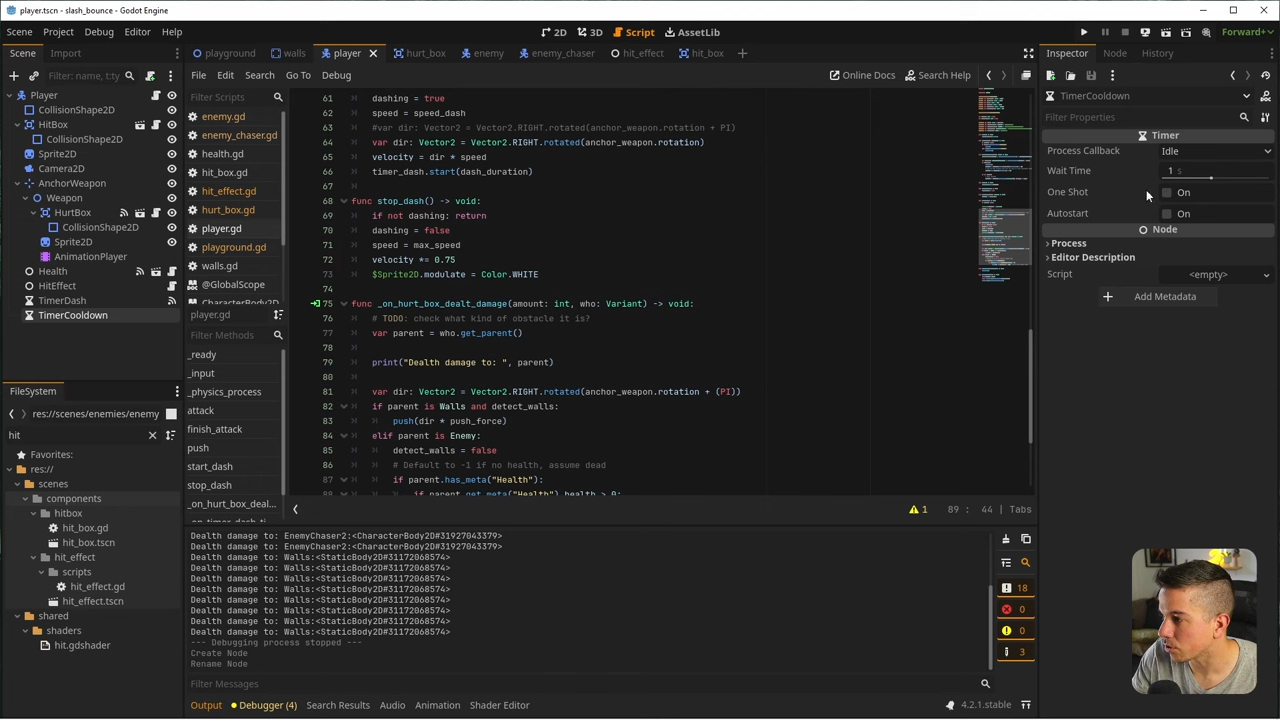 player.tscn - slash_bounce - Godot Engine
Scene Project Debug Editor Help
2D 3D Script AssetLib
Forward+
Scene Import
playground walls player hit_box hurt_box enemy enemy_chaser hit_effect hit_box
Inspector Node History
Filter: name, t:ty
File Edit Search Go To Debug
Online Docs Search Help
Player
CollisionShape2D
HitBox
CollisionShape2D
Sprite2D
Camera2D
AnchorWeapon
Weapon
HurtBox
CollisionShape2D
Sprite2D
AnimationPlayer
Health
HitEffect
TimerDash
TimerCooldown
FileSystem
res://scenes/enemies/enemy
hit
Favorites:
res://
scenes
components
hitbox
hit_box.gd
hit_box.tscn
hit_effect
scripts
hit_effect.gd
hit_effect.tscn
shared
shaders
hit.gdshader
Filter Scripts
enemy.gd
enemy_chaser.gd
health.gd
hit_box.gd
hit_effect.gd
hurt_box.gd
player.gd
playground.gd
walls.gd
@GlobalScope
CharacterBody2D
player.gd
Filter Methods
_ready
_input
_physics_process
attack
finish_attack
push
start_dash
stop_dash
_on_hurt_box_deal...
61 dashing = true
62 speed = speed_dash
63 #var dir: Vector2 = Vector2.RIGHT.rotated(anchor_weapon.rotation + PI)
64 var dir: Vector2 = Vector2.RIGHT.rotated(anchor_weapon.rotation)
65 velocity = dir * speed
66 timer_dash.start(dash_duration)
67
68 func stop_dash() -> void:
69 if not dashing: return
70 dashing = false
71 speed = max_speed
72 velocity *= 0.75
73 $Sprite2D.modulate = Color.WHITE
74
75 func _on_hurt_box_dealt_damage(amount: int, who: Variant) -> void:
76 # TODO: check what kind of obstacle it is?
77 var parent = who.get_parent()
78
79 print("Dealth damage to: ", parent)
80
81 var dir: Vector2 = Vector2.RIGHT.rotated(anchor_weapon.rotation + (PI))
82 if parent is Walls and detect_walls:
83 push(dir * push_force)
84 elif parent is Enemy:
85 detect_walls = false
86 # Default to -1 if no health, assume dead
87 if parent.has_meta("Health"):
88 if parent.get_meta("Health").health > 0:
1 89 : 44 | Tabs
Dealth damage to: EnemyChaser2:<CharacterBody2D#31927043379>
Dealth damage to: EnemyChaser2:<CharacterBody2D#31927043379>
Dealth damage to: Walls:<StaticBody2D#31172068574>
Dealth damage to: Walls:<StaticBody2D#31172068574>
Dealth damage to: Walls:<StaticBody2D#31172068574>
Dealth damage to: Walls:<StaticBody2D#31172068574>
Dealth damage to: Walls:<StaticBody2D#31172068574>
Dealth damage to: Walls:<StaticBody2D#31172068574>
Dealth damage to: Walls:<StaticBody2D#31172068574>
Dealth damage to: Walls:<StaticBody2D#31172068574>
--- Debugging process stopped ---
Create Node
Rename Node
Filter Messages
18
0
0
3
Output Debugger (4) Search Results Audio Animation Shader Editor
4.2.1.stable
TimerCooldown
Filter Properties
Timer
Process Callback Idle
Wait Time 1 s
One Shot On
Autostart On
Node
Process
Editor Description
Script <empty>
Add Metadata